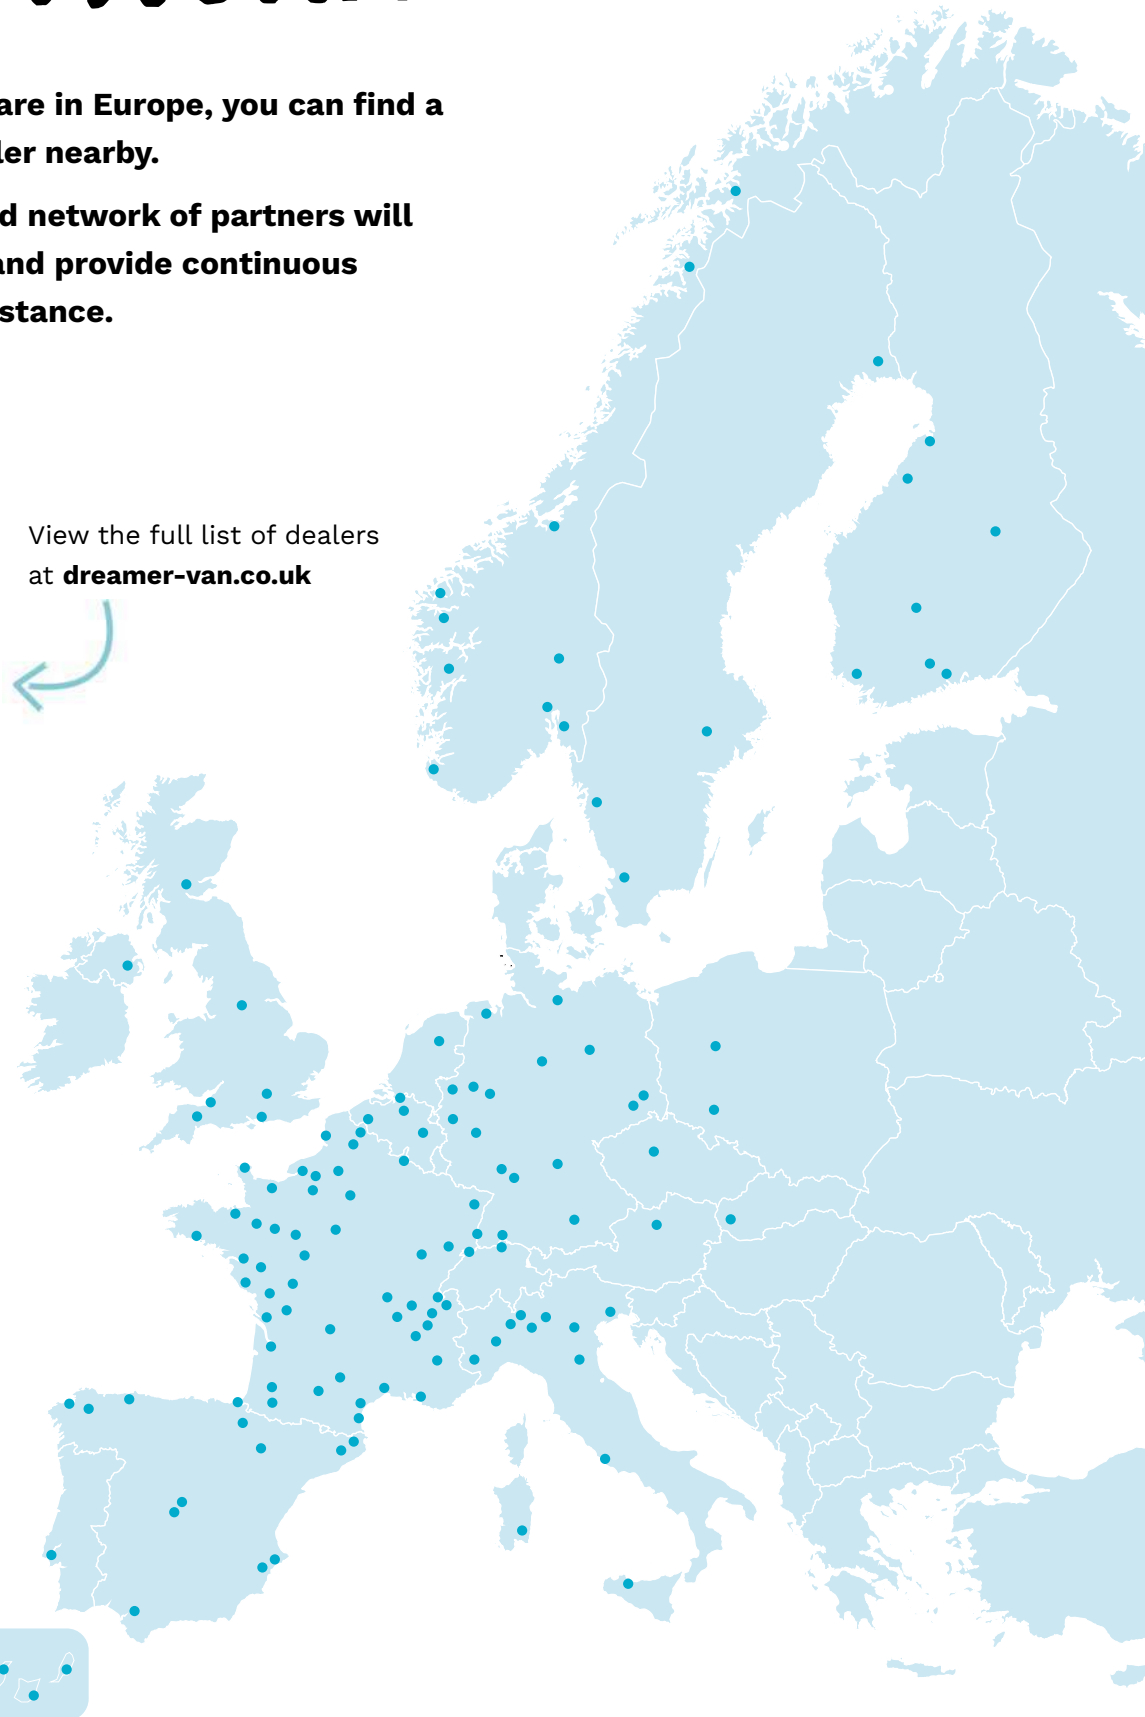 are in Europe, you can find a
ler nearby.
d network of partners will
and provide continuous
stance.
View the full list of dealers
at dreamer-van.co.uk